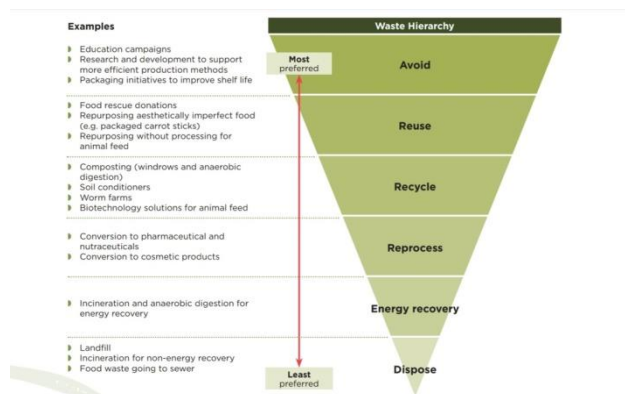 Examples
Waste Hierarchy
Education campaigns
Research and development to support
more efficient production methods
Packaging initiatives to improve shelf life
Most
preferred
Avoid
Food rescue donations
Repurposing aesthetically imperfect food
(e.g. packaged carrot sticks)
Repurposing without processing for
animal feed
Reuse
Composting (windrows and anaerobic
digestion)
Soil conditioners
Worm farms
Biotechnology solutions for animal feed
Recycle
Conversion to pharmaceutical and
nutraceuticals
Conversion to cosmetic products
Reprocess
Incineration and anaerobic digestion for
energy recovery
Energy recovery
Landfill
Incineration for non-energy recovery
Food waste going to sewer
Least
preferred
Dispose